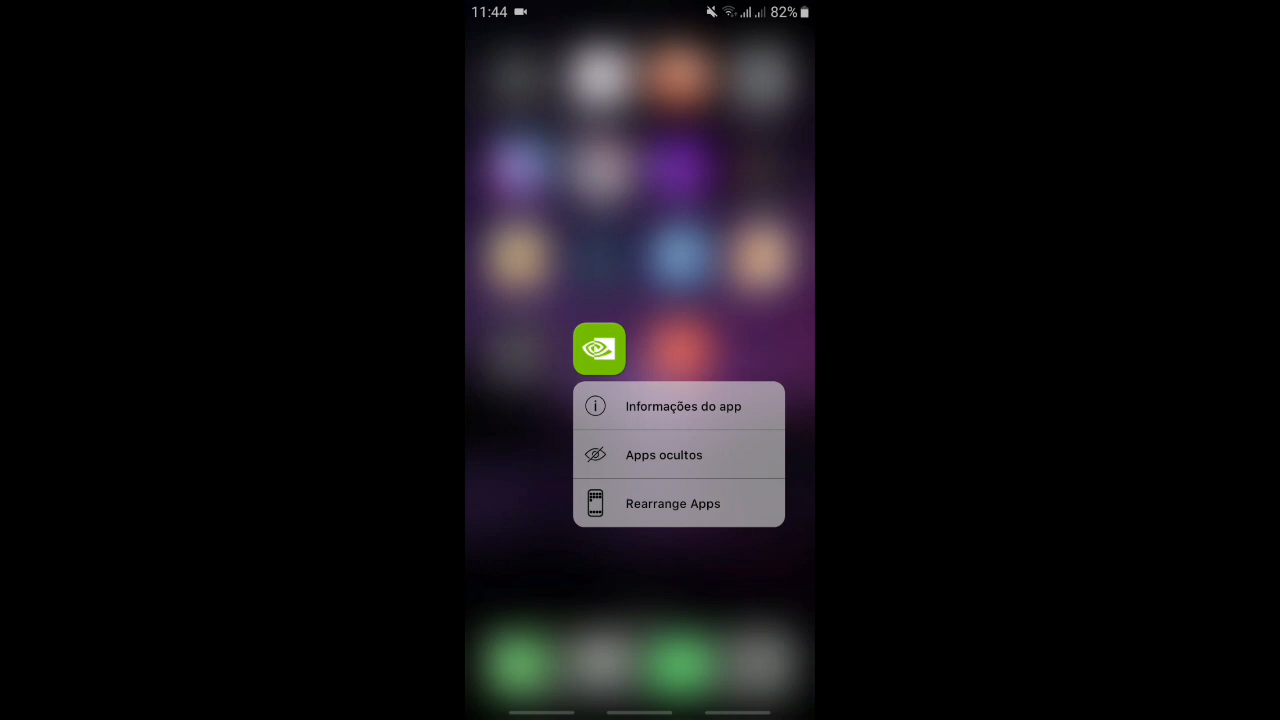 11:44
82%
Informações do app
Apps ocultos
Rearrange Apps